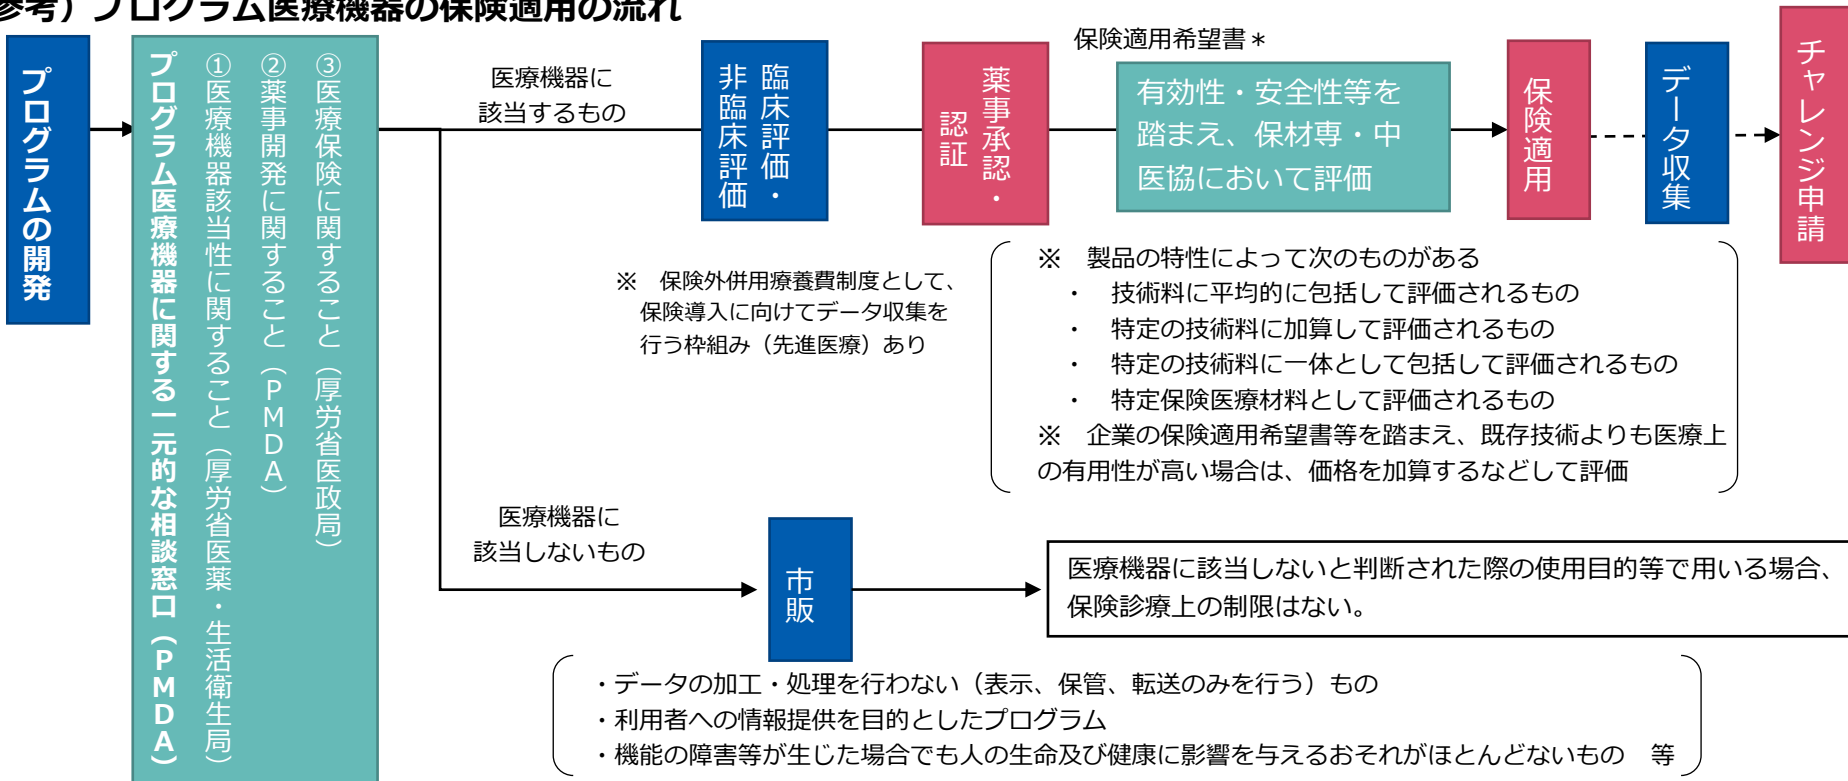 参考）プログラム医療機器の保険適用の流れ
プログラムの開発
プログラム医療機器に関する一元的な相談窓口（PMDA）
①医療機器該当性に関すること（厚労省医薬・生活衛生局）
②薬事開発に関すること（PMDA）
③医療保険に関すること（厚労省医政局）
医療機器に
該当するもの
臨床評価・
非臨床評価
薬事承認・
認証
保険適用希望書＊
有効性・安全性等を
踏まえ、保材専・中
医協において評価
保険適用
データ収集
チャレンジ申請
※　保険外併用療養費制度として、
保険導入に向けてデータ収集を
行う枠組み（先進医療）あり
※　製品の特性によって次のものがある
・　技術料に平均的に包括して評価されるもの
・　特定の技術料に加算して評価されるもの
・　特定の技術料に一体として包括して評価されるもの
・　特定保険医療材料として評価されるもの
※　企業の保険適用希望書等を踏まえ、既存技術よりも医療上
の有用性が高い場合は、価格を加算するなどして評価
医療機器に
該当しないもの
市販
医療機器に該当しないと判断された際の使用目的等で用いる場合、
保険診療上の制限はない。
・データの加工・処理を行わない（表示、保管、転送のみを行う）もの
・利用者への情報提供を目的としたプログラム
・機能の障害等が生じた場合でも人の生命及び健康に影響を与えるおそれがほとんどないもの　等